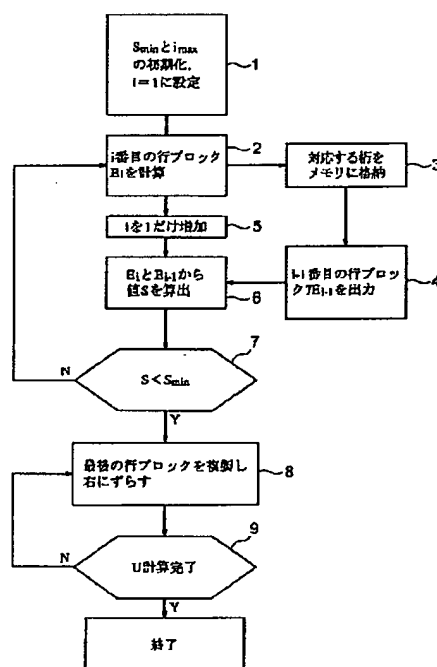 Sminとimax
の初期化,
i=1に設定
1
i番目の行ブロック
Eiを計算
2
対応する桁を
メモリに格納
3
iを1だけ増加
5
EiとEi-1から
値Sを算出
6
i-1番目の行ブロ
ックTEi-1を出力
4
7
S<Smin
N
Y
最後の行ブロックを複製し
右にずらす
8
9
U計算完了
N
Y
終了